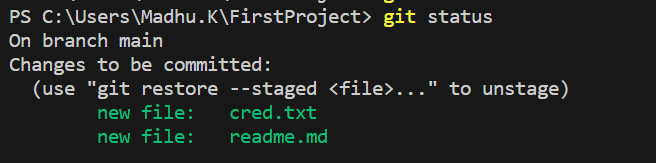 PS C:\Users\Madhu.K\FirstProject> git status
On branch main
Changes to be committed:
  (use "git restore --staged <file>..." to unstage)
        new file:   cred.txt
        new file:   readme.md